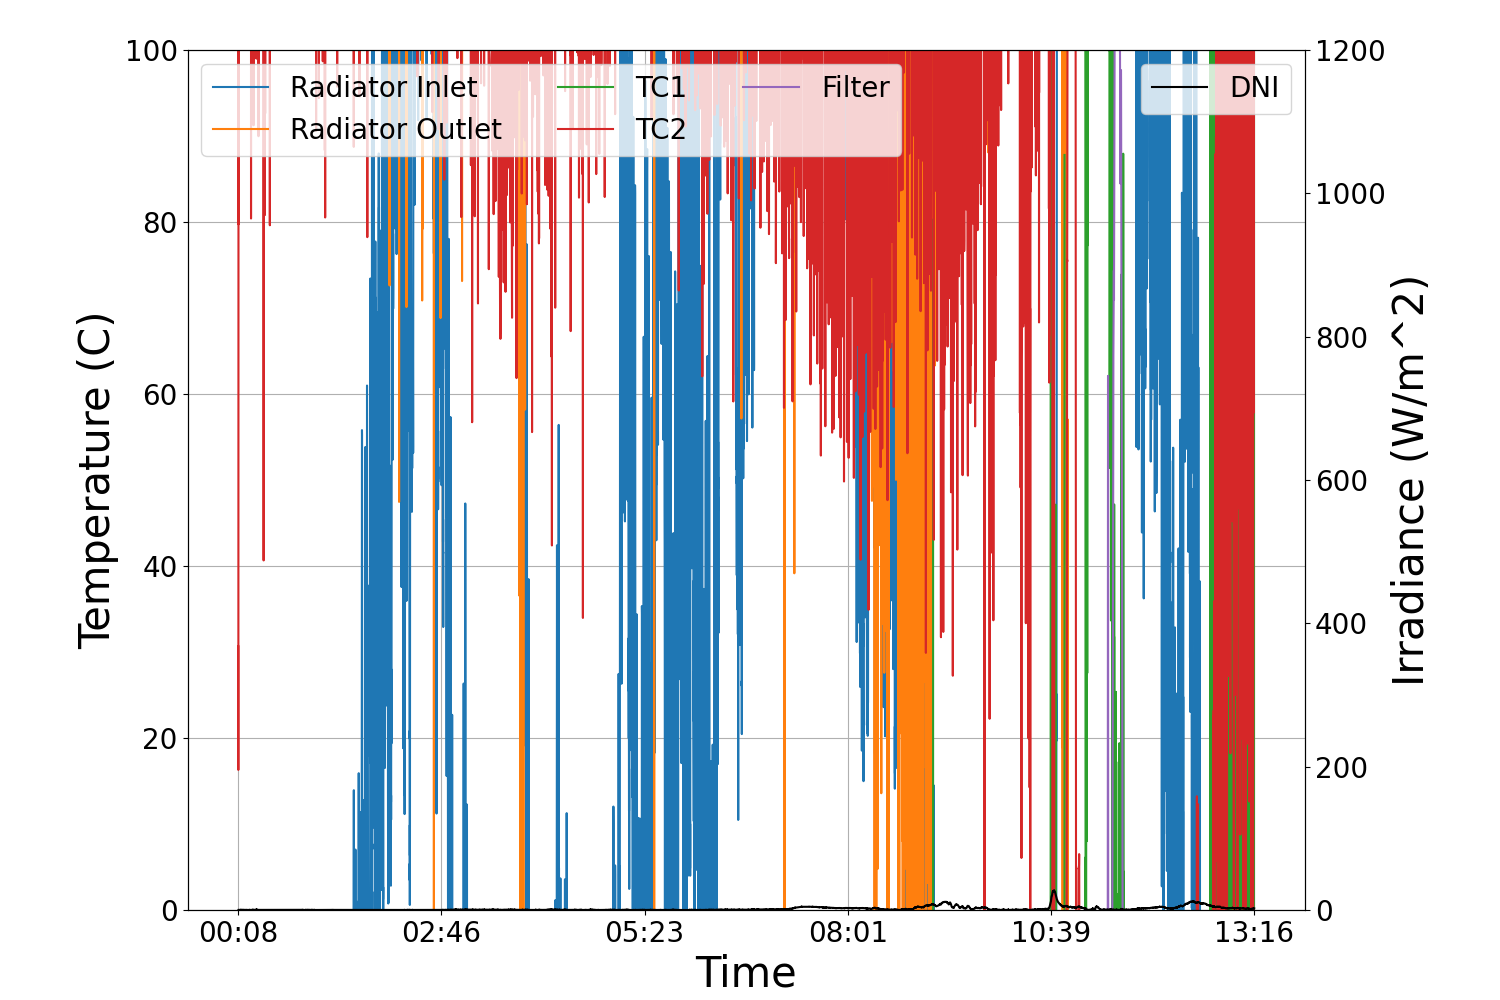 100
80
60
40
20
0
Temperature (C)
Radiator Inlet
Radiator Outlet
TC1
TC2
Filter
DNI
1200
1000
800
600
400
200
0
Irradiance (W/m^2)
00:08 02:46 05:23 08:01 10:39 13:16
Time